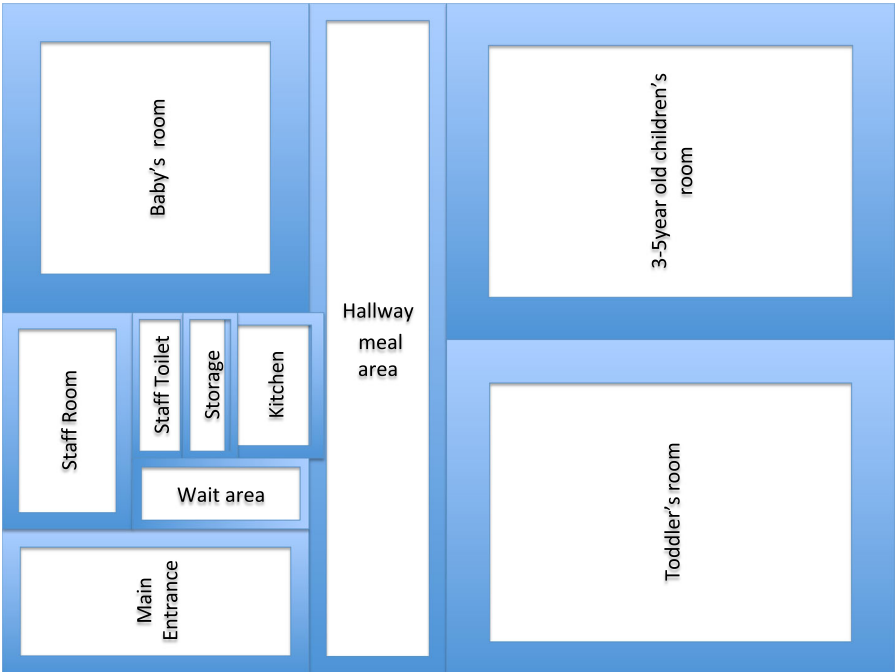 Baby's room
3-5year old children's
room
Hallway
meal
area
Staff Room
Staff Toilet
Storage
Kitchen
Wait area
Main
Entrance
Toddler's room